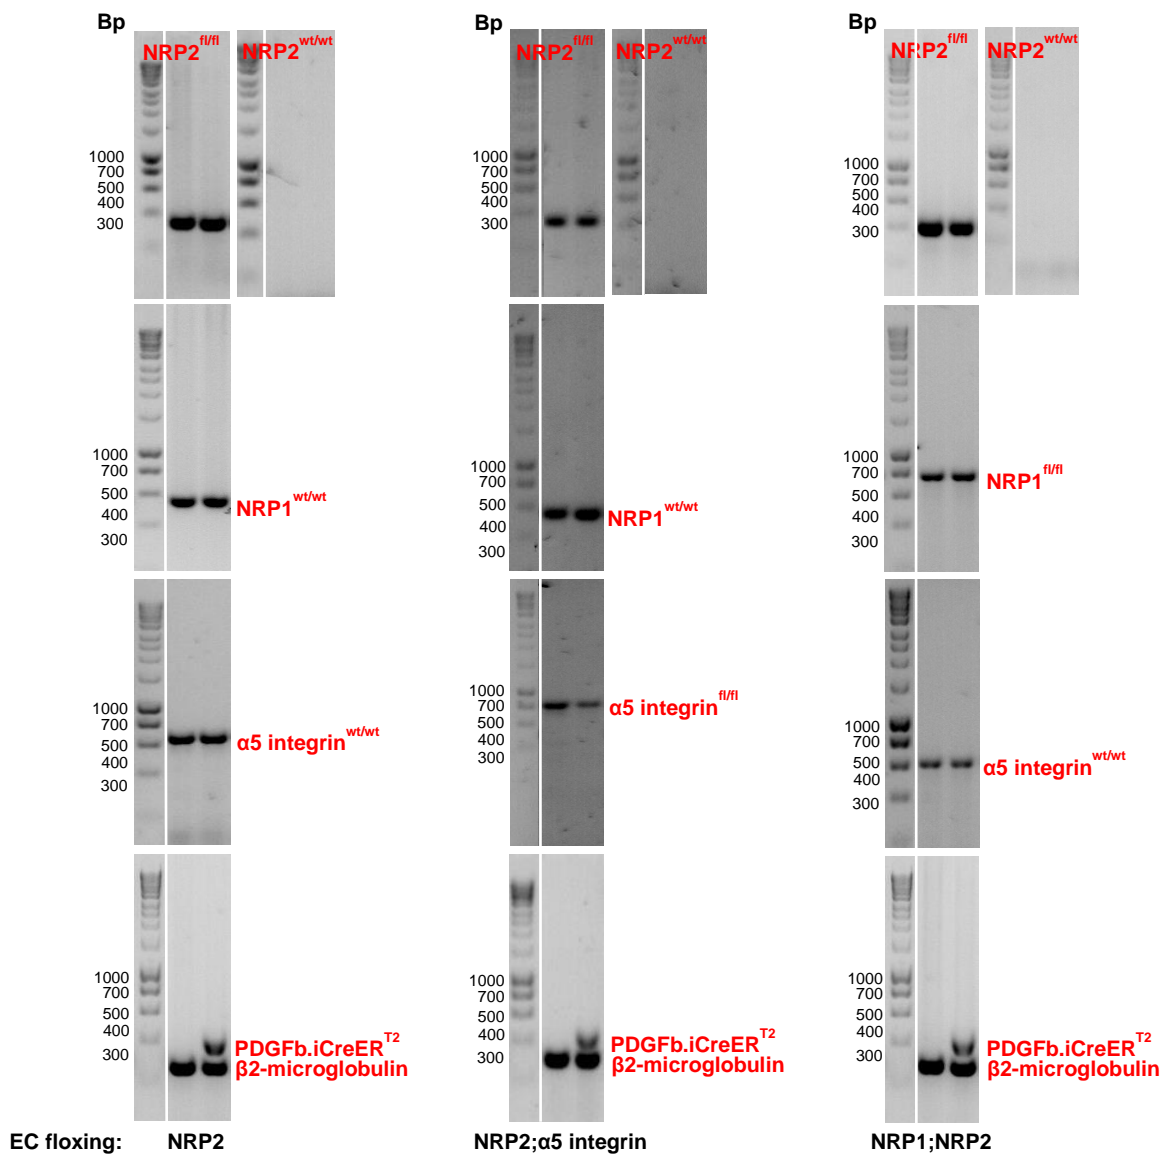 Bp
NRP2fl/fl
NRP2wt/wt
1000
700
500
400
300
NRP1wt/wt
1000
700
500
400
300
α5 integrinwt/wt
1000
700
500
400
300
PDGFb.iCreERT2
β2-microglobulin
1000
700
500
400
300
Bp
NRP2fl/fl
NRP2wt/wt
1000
700
500
400
300
NRP1wt/wt
1000
700
500
400
300
α5 integrinfl/fl
1000
700
500
400
300
PDGFb.iCreERT2
β2-microglobulin
1000
700
500
400
300
Bp
NRP2fl/fl
NRP2wt/wt
1000
700
500
400
300
NRP1fl/fl
1000
700
500
400
300
α5 integrinwt/wt
1000
700
500
400
300
PDGFb.iCreERT2
β2-microglobulin
1000
700
500
400
300
EC floxing: NRP2 NRP2;α5 integrin NRP1;NRP2